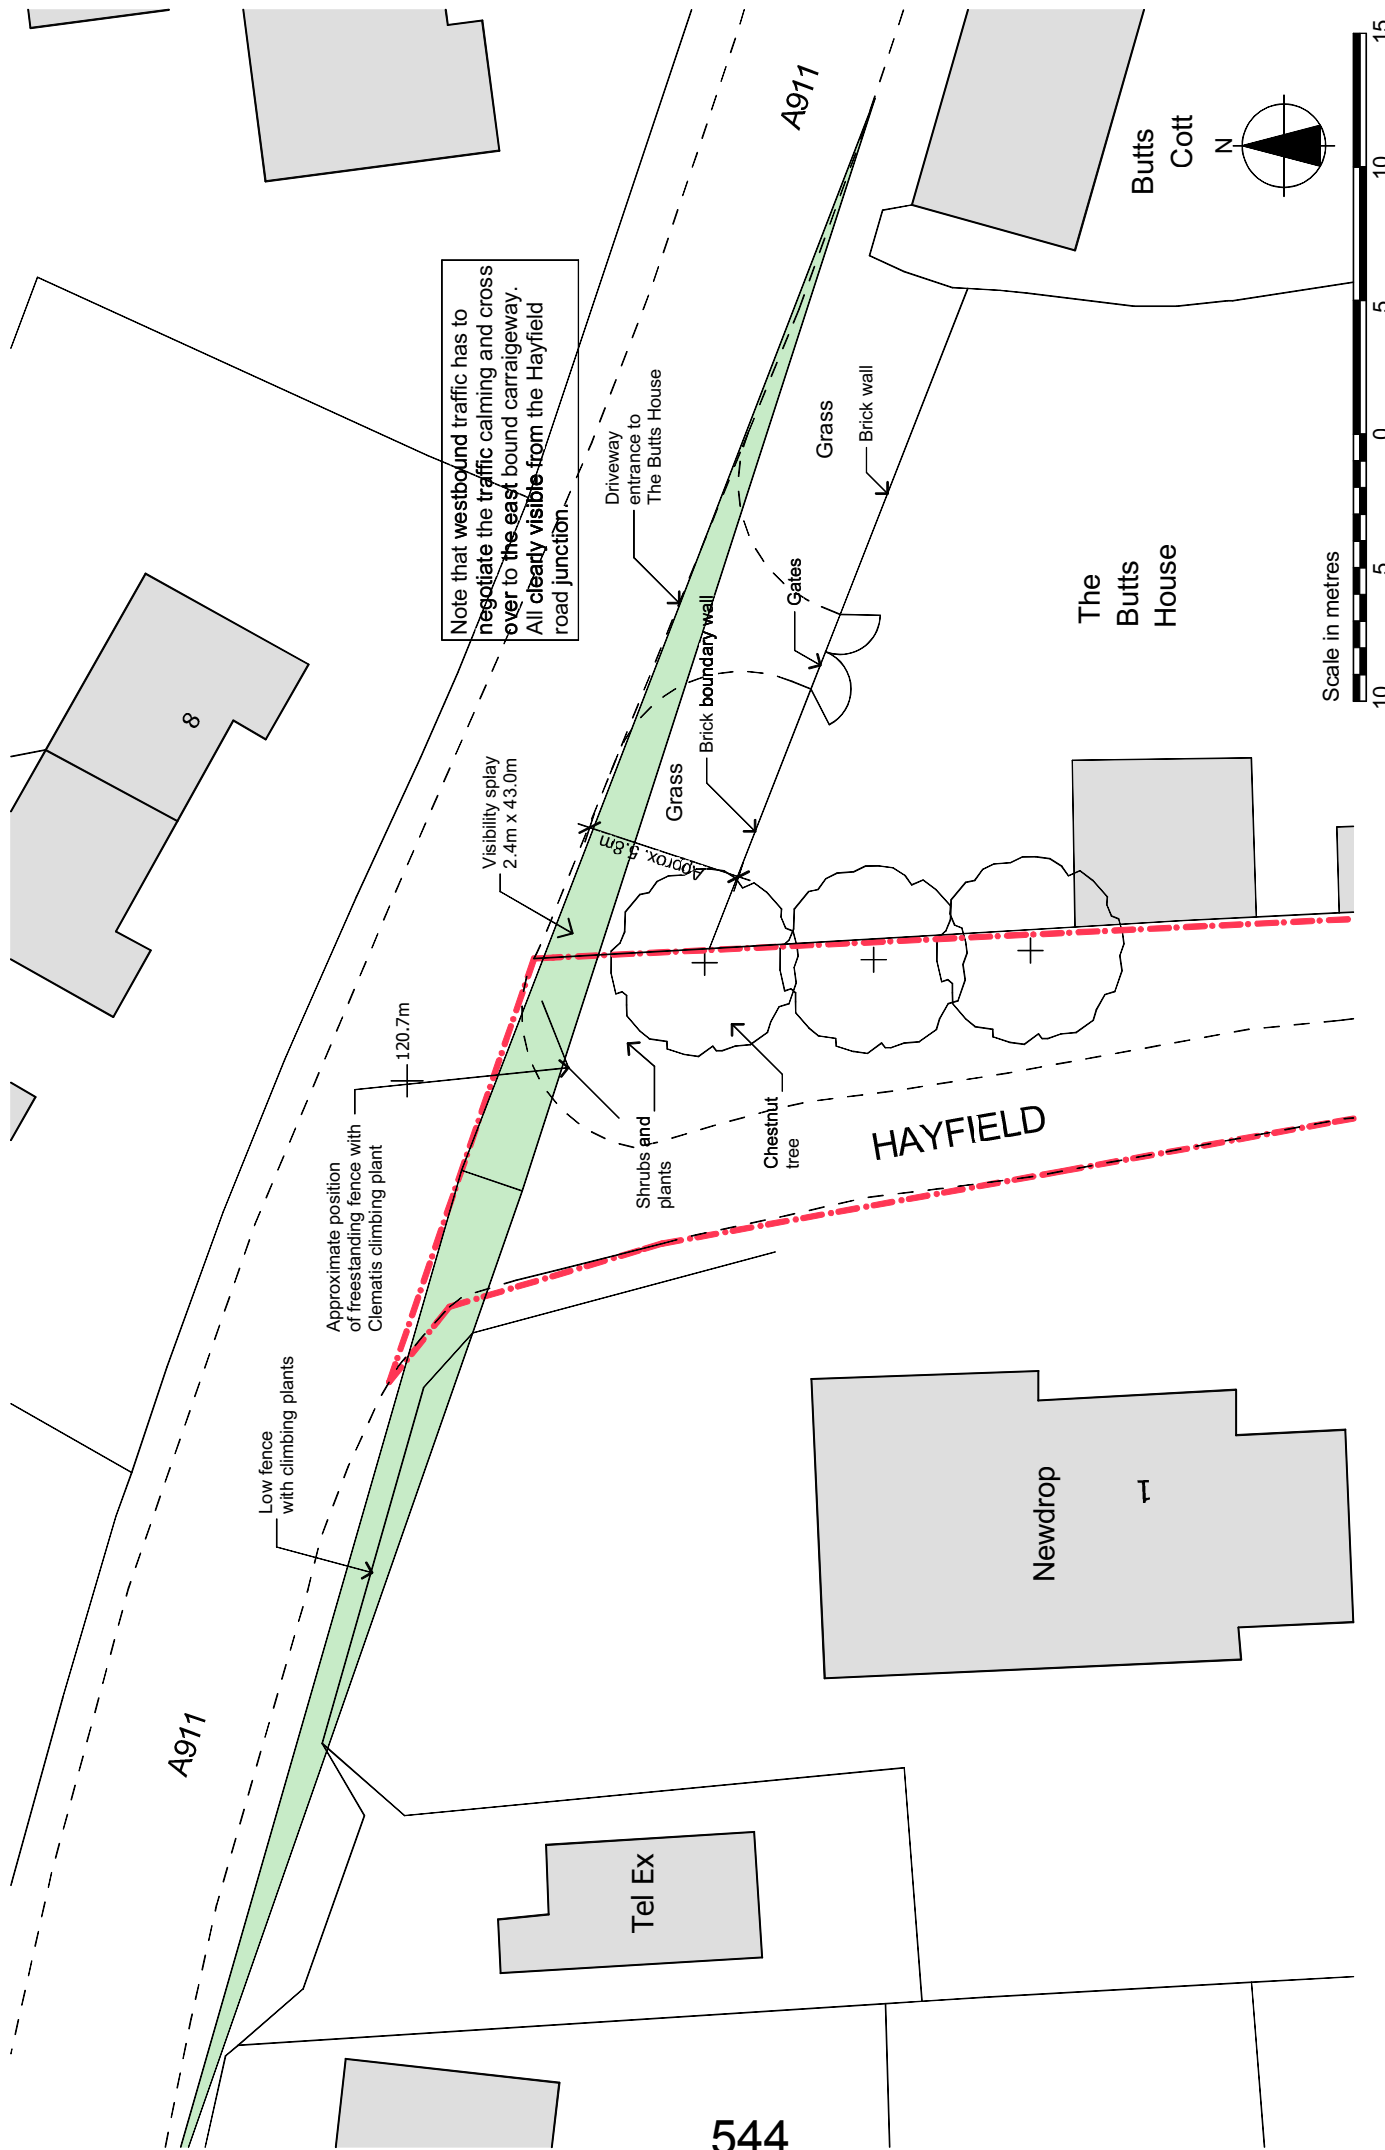 A911
Low fence
with climbing plants
Approximate position
of freestanding fence with
Clematis climbing plant
120.7m
Visibility splay
2.4m x 43.0m
8
Note that westbound traffic has to
negotiate the traffic calming and cross
over to the east bound carraigeway.
All clearly visible from the Hayfield
road junction.
A911
Driveway
entrance to
The Butts House
Approx. 5.8m
Grass
Brick boundary wall
Gates
Grass
Brick wall
Shrubs and
plants
Chestnut
tree
HAYFIELD
Tel Ex
Newdrop
1
The
Butts
House
Butts
Cott
N
Scale in metres
10 5 0 5 10 15
544